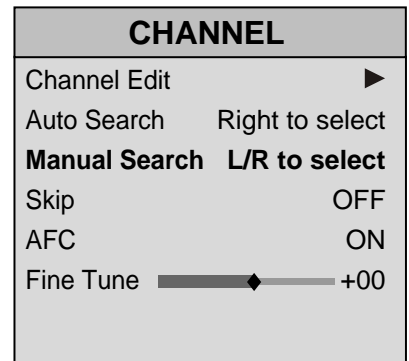 CHANNEL
Channel Edit
Auto Search Right to select
Manual Search L/R to select
Skip OFF
AFC ON
Fine Tune +00